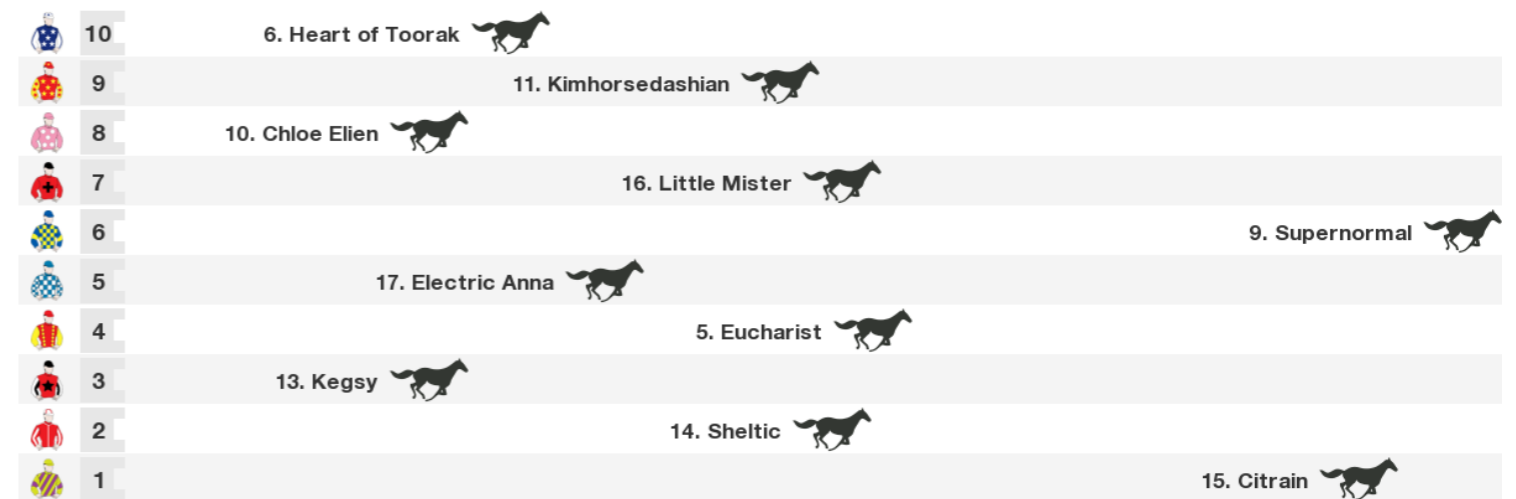 10 6. Heart of Toorak
9 11. Kimhorsedashian
8 10. Chloe Elien
7 16. Little Mister
6 9. Supernormal
5 17. Electric Anna
4 5. Eucharist
3 13. Kegsy
2 14. Sheltic
1 15. Citrain